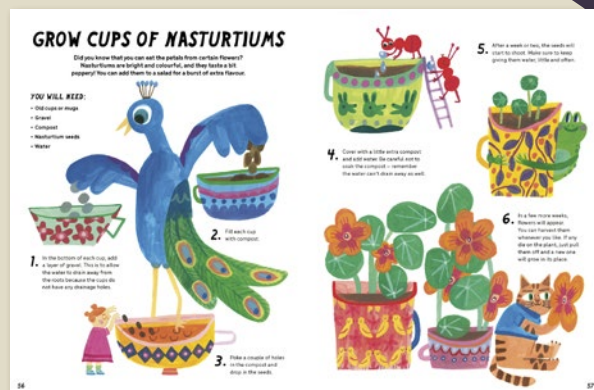 GROW CUPS OF NASTURTIUMS
Did you know that you can eat the petals from certain flowers?
Nasturtiums are bright and colourful, and they taste a bit
peppery! You can add them to a salad for a burst of extra flavour.
YOU WILL NEED:
• Old cups or mugs
• Gravel
• Compost
• Nasturtium seeds
• Water
1. In the bottom of each cup, add
a layer of gravel. This is to allow
the water to drain away from
the roots because the cups do
not have any drainage holes.
2. Fill each cup
with compost.
3. Poke a couple of holes
in the compost and
drop in the seeds.
56
4. Cover with a little extra compost
and add water. Be careful not to
soak the compost – remember
the water can't drain away as well.
5. After a week or two, the seeds will
start to shoot. Make sure to keep
giving them water, little and often.
6. In a few more weeks,
flowers will appear.
You can harvest them
whenever you like. If any
die on the plant, just pull
them off and a new one
will grow in its place.
57